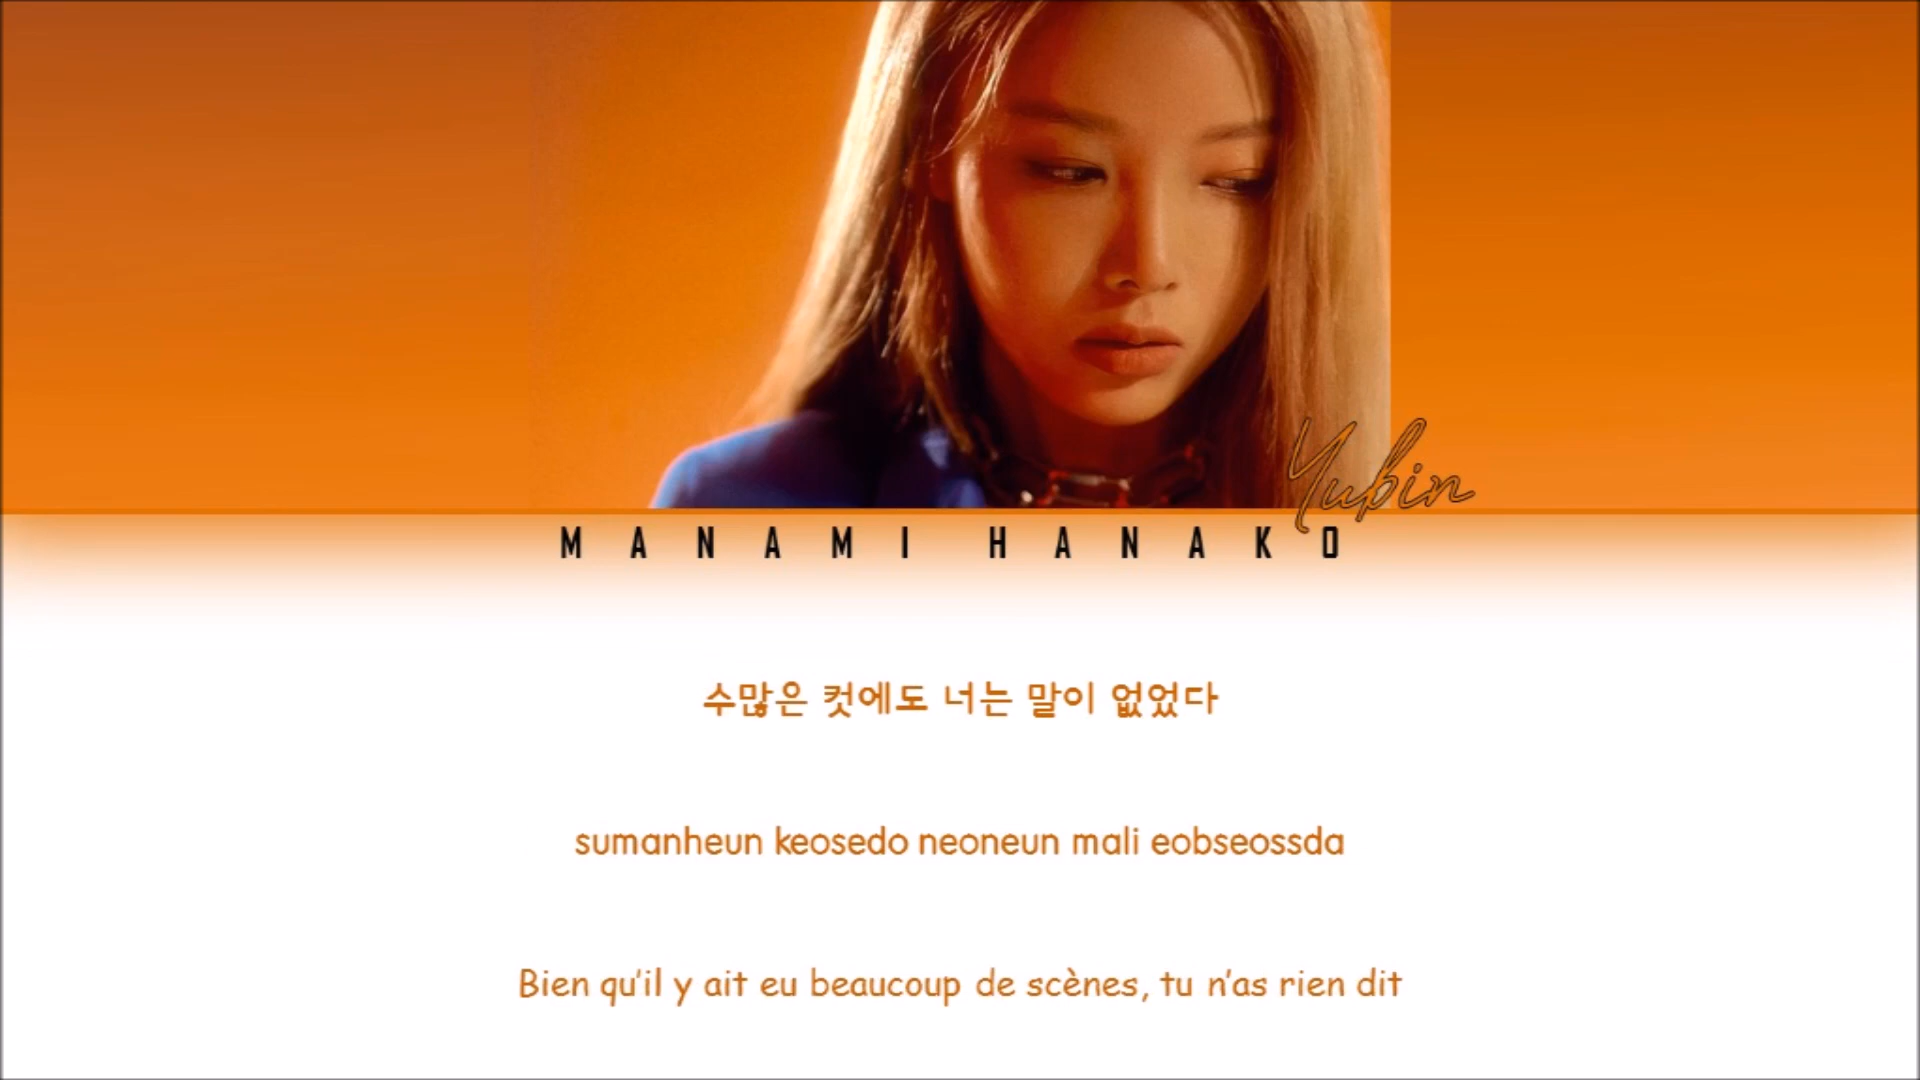 Yubin
MANAMI HANAKO
수많은 컷에도 너는 말이 없었다
sumanheun keosedo neoneun mali eobseossda
Bien qu'il y ait eu beaucoup de scènes, tu n'as rien dit